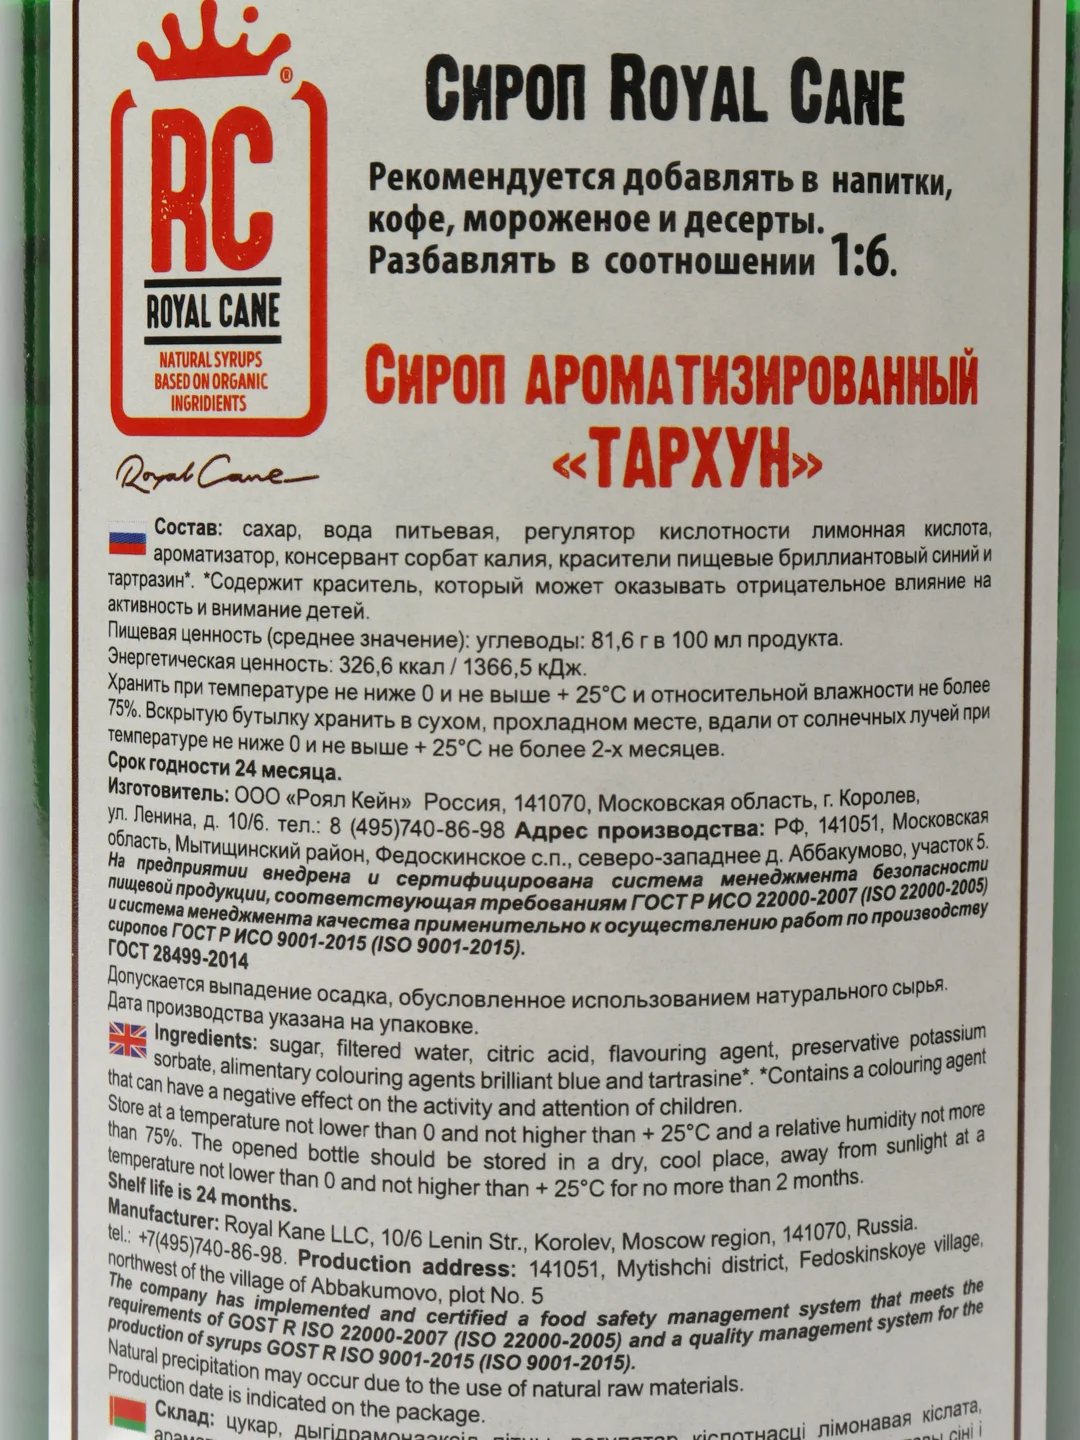 RC
®
ROYAL CANE
NATURAL SYRUPS
BASED ON ORGANIC
INGRIDIENTS
Royal Cane
Сироп Royal Cane
Рекомендуется добавлять в напитки,
кофе, мороженое и десерты.
Разбавлять в соотношении 1:6.
Сироп ароматизированный
«ТАРХУН»
Состав: сахар, вода питьевая, регулятор кислотности лимонная кислота,
ароматизатор, консервант сорбат калия, красители пищевые бриллиантовый синий и
тартразин*. *Содержит краситель, который может оказывать отрицательное влияние на
активность и внимание детей.
Пищевая ценность (среднее значение): углеводы: 81,6 г в 100 мл продукта.
Энергетическая ценность: 326,6 ккал / 1366,5 кДж.
Хранить при температуре не ниже 0 и не выше + 25°С и относительной влажности не более
75%. Вскрытую бутылку хранить в сухом, прохладном месте, вдали от солнечных лучей при
температуре не ниже 0 и не выше + 25°С не более 2-х месяцев.
Срок годности 24 месяца.
Изготовитель: ООО «Роял Кейн» Россия, 141070, Московская область, г. Королев,
ул. Ленина, д. 10/6. тел.: 8 (495)740-86-98 Адрес производства: РФ, 141051, Московская
область, Мытищинский район, Федоскинское с.п., северо-западнее д. Аббакумово, участок 5.
На предприятии внедрена и сертифицирована система менеджмента безопасности
пищевой продукции, соответствующая требованиям ГОСТ Р ИСО 22000-2007 (ISO 22000-2005)
и система менеджмента качества применительно к осуществлению работ по производству
сиропов ГОСТ Р ИСО 9001-2015 (ISO 9001-2015).
ГОСТ 28499-2014
Допускается выпадение осадка, обусловленное использованием натурального сырья.
Дата производства указана на упаковке.
Ingredients: sugar, filtered water, citric acid, flavouring agent, preservative potassium
sorbate, alimentary colouring agents brilliant blue and tartrasine*. *Contains a colouring agent
that can have a negative effect on the activity and attention of children.
Store at a temperature not lower than 0 and not higher than + 25°C and a relative humidity not more
than 75%. The opened bottle should be stored in a dry, cool place, away from sunlight at a
temperature not lower than 0 and not higher than + 25°C for no more than 2 months.
Shelf life is 24 months.
Manufacturer: Royal Kane LLC, 10/6 Lenin Str., Korolev, Moscow region, 141070, Russia.
tel.: +7(495)740-86-98. Production address: 141051, Mytishchi district, Fedoskinskoye village,
northwest of the village of Abbakumovo, plot No. 5
The company has implemented and certified a food safety management system that meets the
requirements of GOST R ISO 22000-2007 (ISO 22000-2005) and a quality management system for the
production of syrups GOST R ISO 9001-2015 (ISO 9001-2015).
Natural precipitation may occur due to the use of natural raw materials.
Production date is indicated on the package.
Склад: цукар, дыгідрамонааксід пітны, рэгулятар кіслотнасці лімонавая кіслата,
сіні і